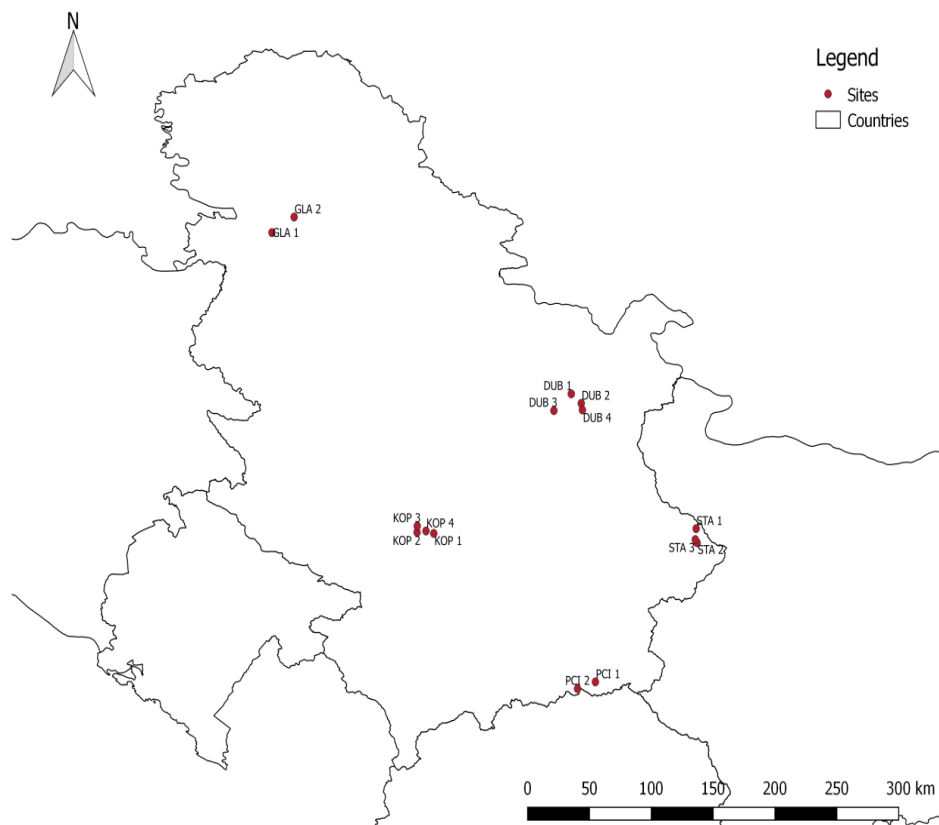 N
Legend
Sites
Countries
GLA 2
GLA 1
DUB 1
DUB 2
DUB 3
DUB 4
KOP 3
KOP 4
KOP 2
KOP 1
STA 1
STA 3
STA 2
PCI 1
PCI 2
0 50 100 150 200 250 300 km